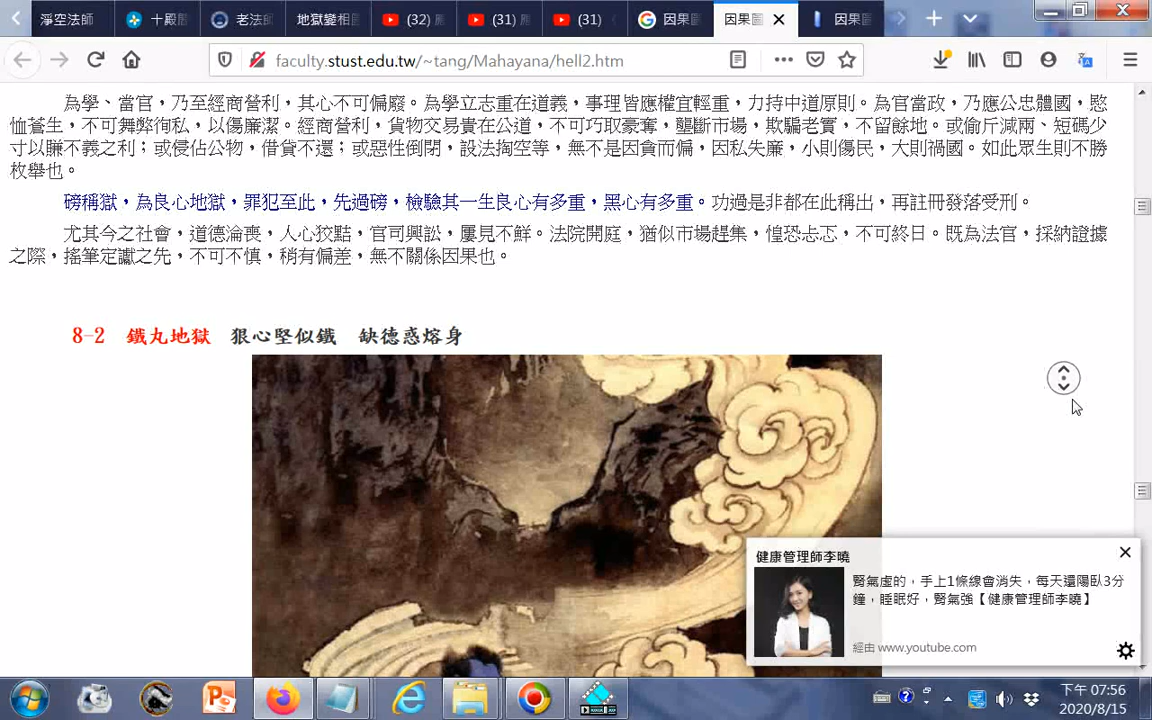 淨空法師
十殿閻
老法師
地獄變相圖
(32)
(31)
(31)
因果圖
因果圖
因果圖
faculty.stust.edu.tw/~tang/Mahayana/hell2.htm
為學、當官，乃至經商營利，其心不可偏廢。為學立志重在道義，事理皆應權宜輕重，力持中道原則。為官當政，乃應公忠體國，愍
恤蒼生，不可舞弊徇私，以傷廉潔。經商營利，貨物交易貴在公道，不可巧取豪奪，壟斷市場，欺騙老實，不留餘地。或偷斤減兩、短碼少
寸以賺不義之利；或侵佔公物，借貸不還；或惡性倒閉，設法掏空等，無不是因貪而偏，因私失廉，小則傷民，大則禍國。如此眾生則不勝
枚舉也。
磅稱獄，為良心地獄，罪犯至此，先過磅，檢驗其一生良心有多重，黑心有多重。功過是非都在此稱出，再註冊發落受刑。
尤其今之社會，道德淪喪，人心狡黠，官司興訟，屢見不鮮。法院開庭，猶似市場趕集，惶恐忐忑，不可終日。既為法官，採納證據
之際，搖筆定讞之先，不可不慎，稍有偏差，無不關係因果也。
8-2 鐵丸地獄 狠心堅似鐵 缺德惑熔身
健康管理師李曉
腎氣虛的，手上1條線會消失，每天還陽臥3分
鐘，睡眠好，腎氣強【健康管理師李曉】
經由 www.youtube.com
下午 07:56
2020/8/15